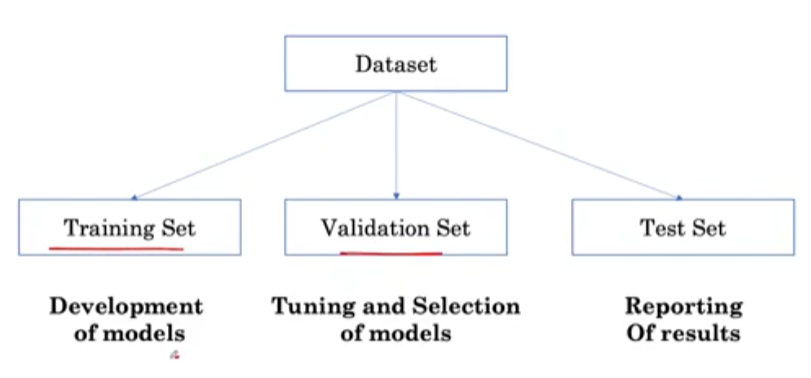 Dataset
Training Set
Validation Set
Test Set
Development
of models
Tuning and Selection
of models
Reporting
Of results